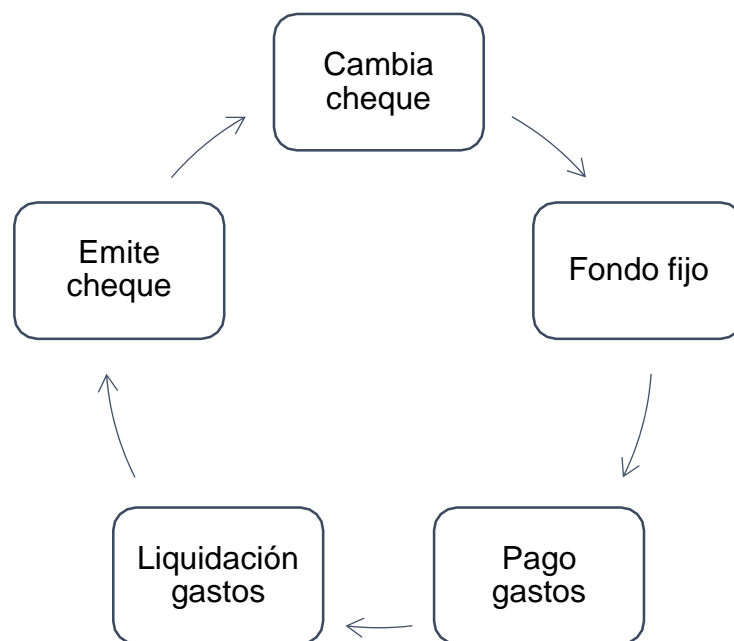 Cambia
cheque
Fondo fijo
Pago
gastos
Liquidación
gastos
Emite
cheque